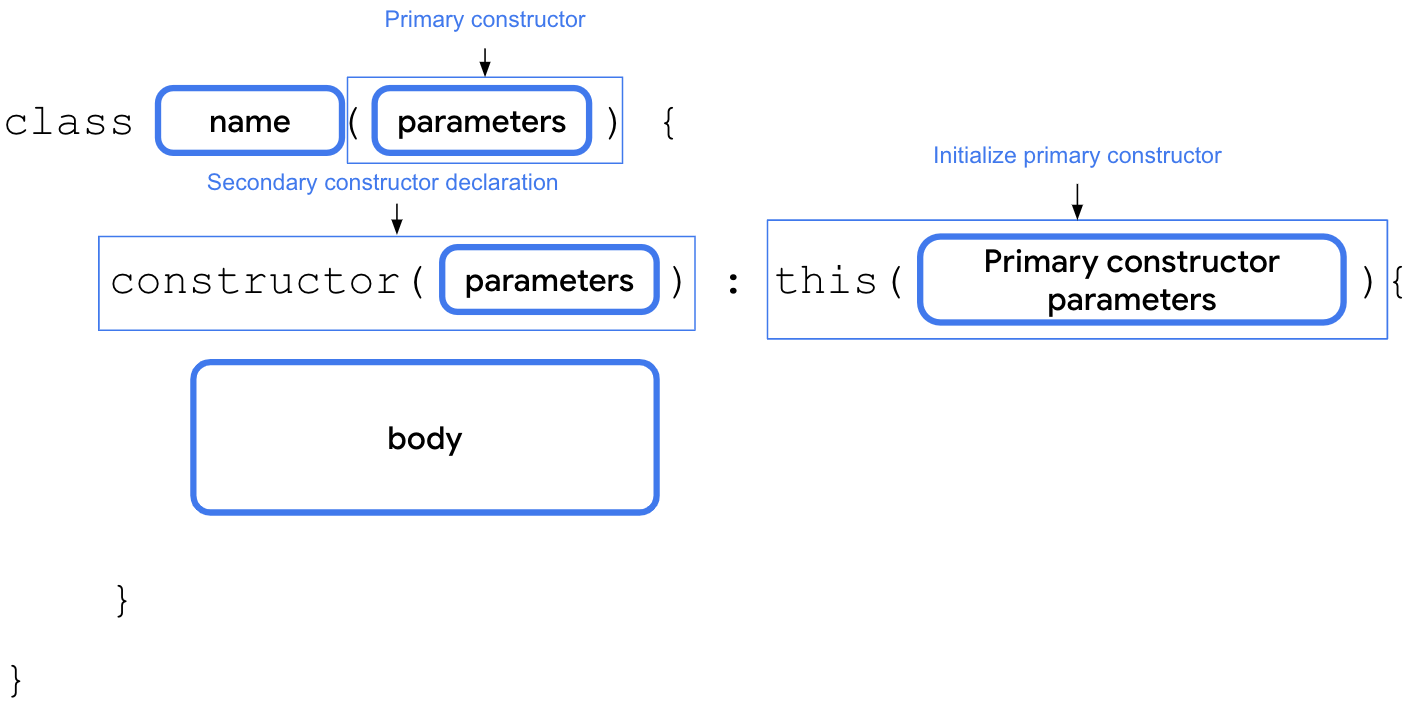 Primary constructor
class name ( parameters ) {
Initialize primary constructor
Secondary constructor declaration
constructor( parameters ) : this( Primary constructor parameters ){
body
}
}